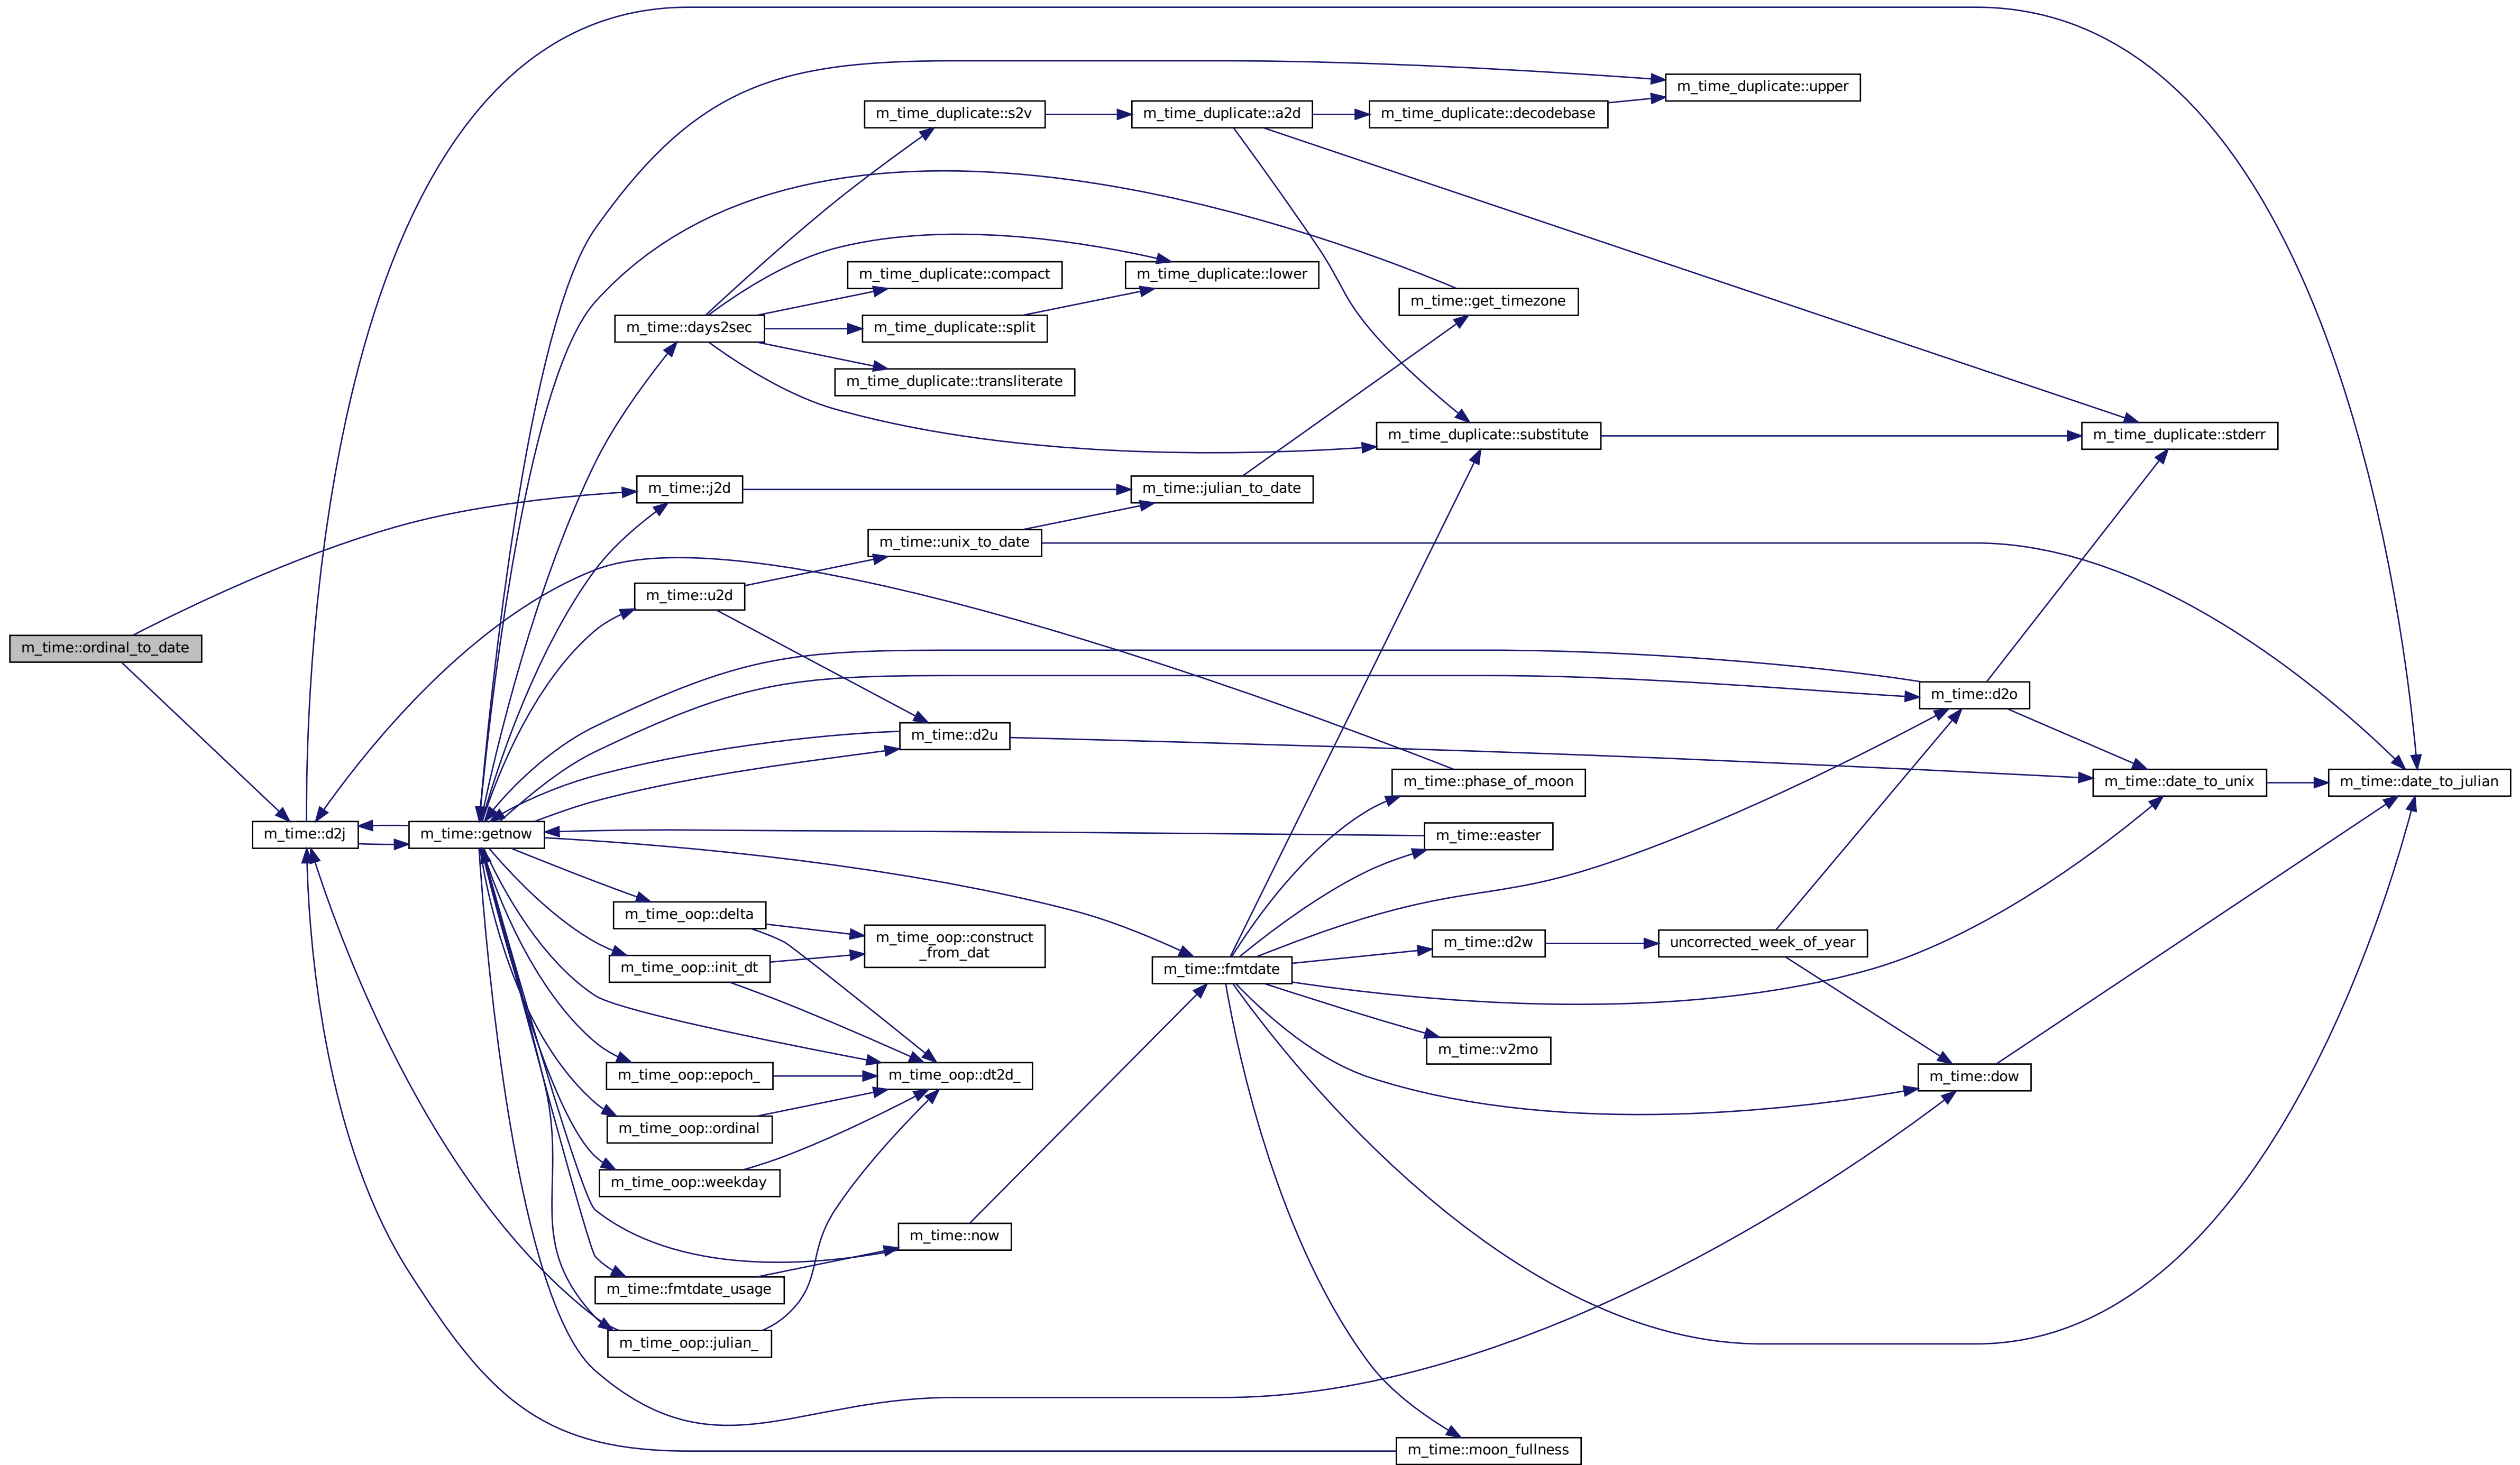 m_time_duplicate::upper
m_time_duplicate::s2v
m_time_duplicate::a2d
m_time_duplicate::decodebase
m_time_duplicate::compact
m_time_duplicate::lower
m_time::get_timezone
m_time::days2sec
m_time_duplicate::split
m_time_duplicate::transliterate
m_time_duplicate::substitute
m_time_duplicate::stderr
m_time::j2d
m_time::julian_to_date
m_time::unix_to_date
m_time::u2d
m_time::ordinal_to_date
m_time::d2o
m_time::d2u
m_time::phase_of_moon
m_time::date_to_unix
m_time::date_to_julian
m_time::d2j
m_time::getnow
m_time::easter
m_time_oop::delta
m_time_oop::construct
_from_dat
m_time::d2w
uncorrected_week_of_year
m_time_oop::init_dt
m_time::fmtdate
m_time::v2mo
m_time_oop::epoch_
m_time_oop::dt2d_
m_time::dow
m_time_oop::ordinal
m_time_oop::weekday
m_time::now
m_time::fmtdate_usage
m_time_oop::julian_
m_time::moon_fullness